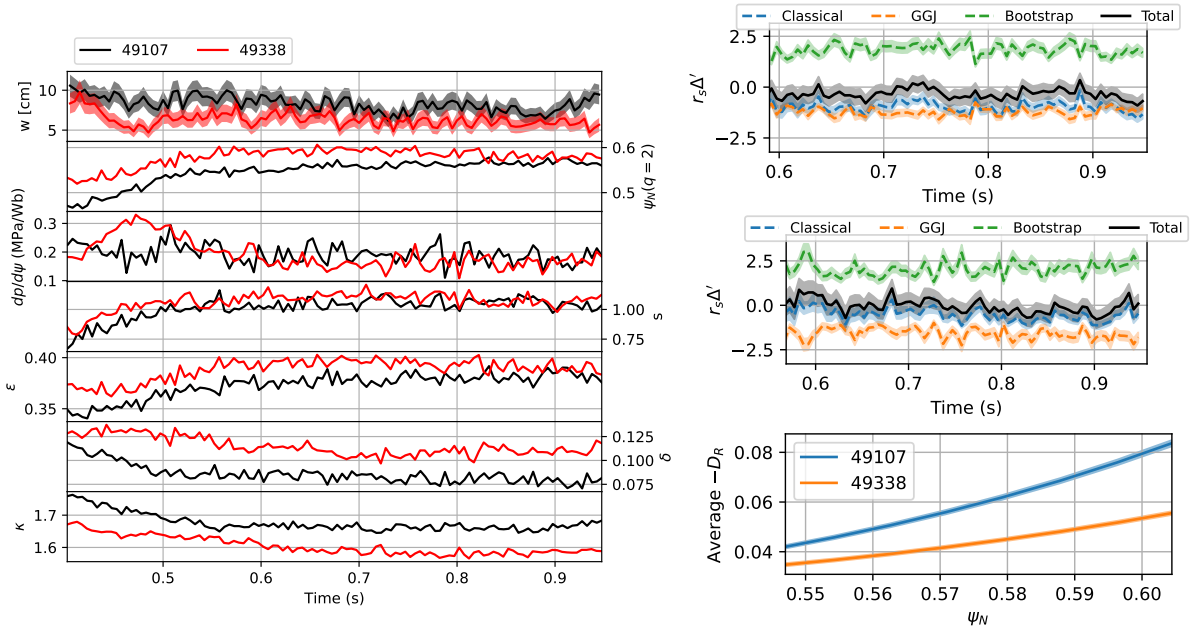 49107 49338
w [cm]
10
5
ψN(q = 2)
0.6
0.5
dp/dψ (MPa/Wb)
0.3
0.2
0.1
s
1.00
0.75
ε
0.40
0.35
δ
0.125
0.100
0.075
κ
1.7
1.6
0.5 0.6 0.7 0.8 0.9
Time (s)
Classical GGJ Bootstrap Total
rsΔ′
2.5
0.0
−2.5
0.6 0.7 0.8 0.9
Time (s)
Classical GGJ Bootstrap Total
rsΔ′
2.5
0.0
−2.5
0.6 0.7 0.8 0.9
Time (s)
49107
49338
Average −DR
0.08
0.06
0.04
0.55 0.56 0.57 0.58 0.59 0.60
ψN